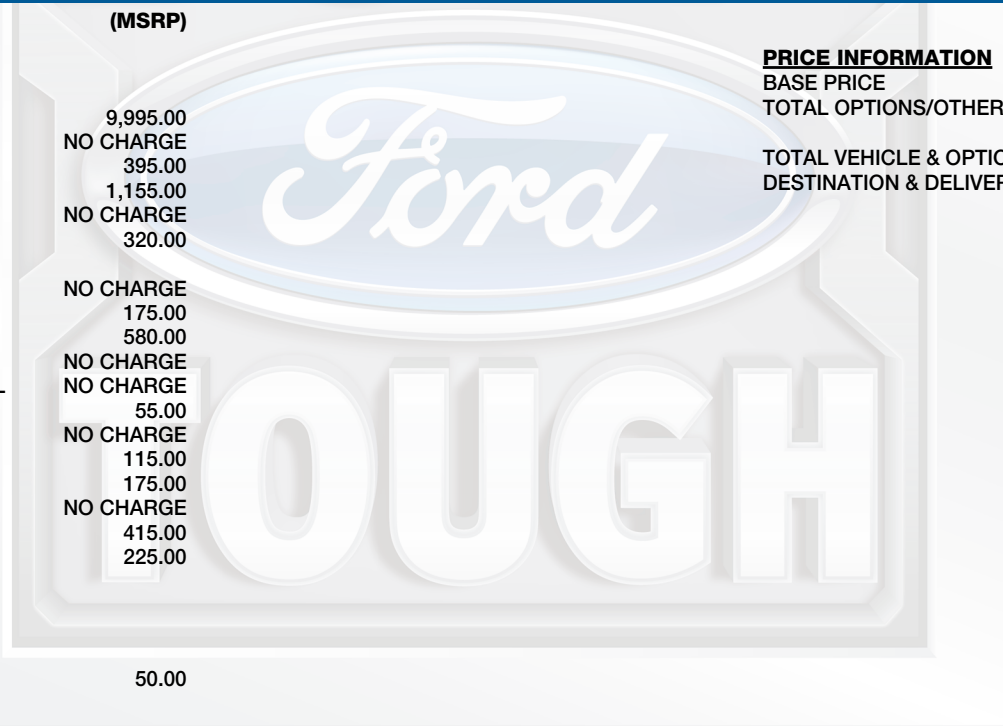 (MSRP)
9,995.00
NO CHARGE
395.00
1,155.00
NO CHARGE
320.00
NO CHARGE
175.00
580.00
NO CHARGE
NO CHARGE
55.00
NO CHARGE
115.00
175.00
NO CHARGE
415.00
225.00
50.00
PRICE INFORMATION
BASE PRICE
TOTAL OPTIONS/OTHER
TOTAL VEHICLE & OPTIO
DESTINATION & DELIVER
Ford
TOUGH